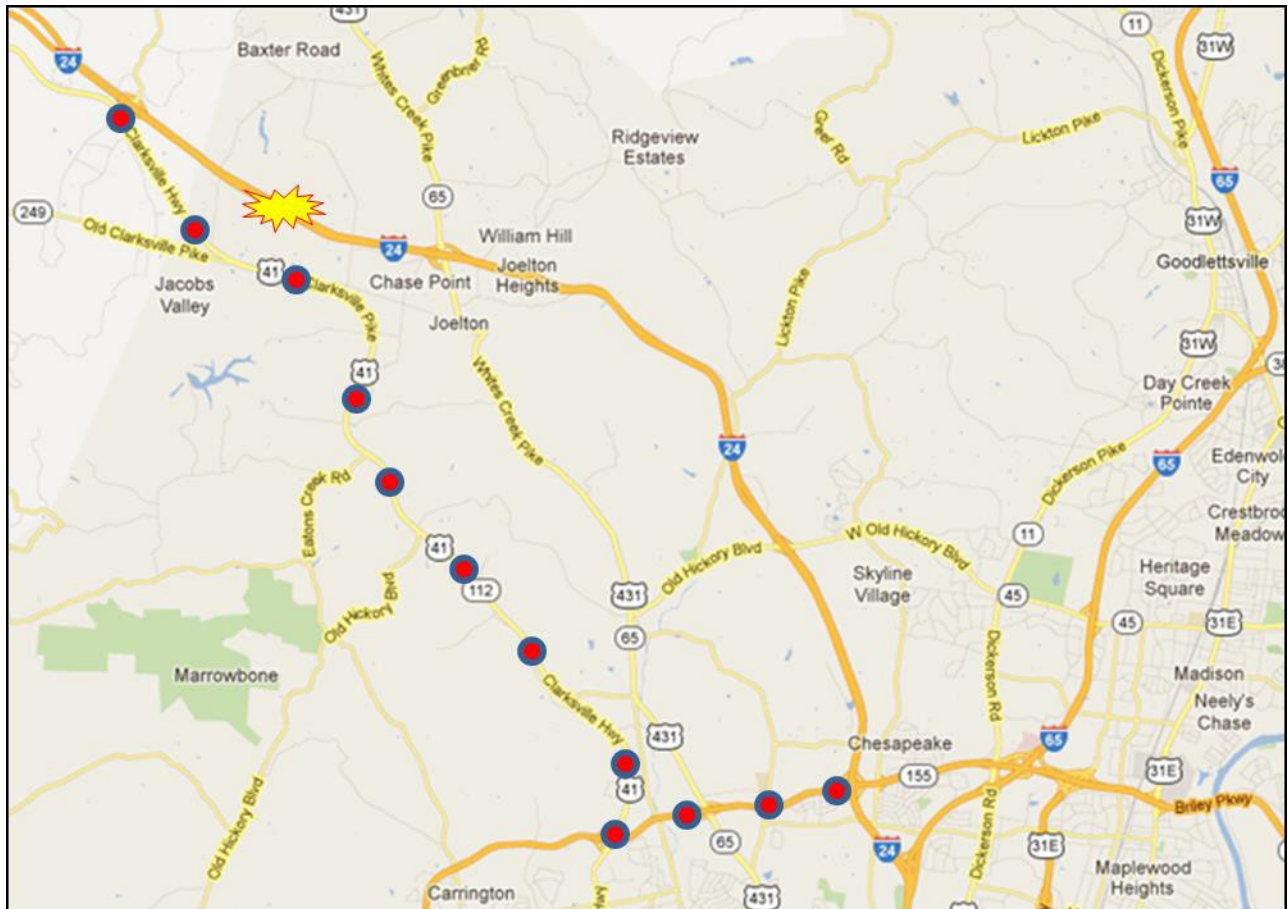 431
11
31W
24
Baxter Road
Whites Creek Pike
Greenbrier Rd
Dickerson Pike
Clarksville Hwy
Ridgeview
Estates
Greer Rd
Lickton Pike
65
249
65
31W
Old Clarksville Pike
24
William Hill
Joelton
Heights
Goodlettsville
41
Clarksville Pike
Chase Point
Jacobs
Valley
Joelton
Lickton Pike
31W
41
Day Creek
Pointe
Whites Creek Pike
24
65
Dickerson Pike
Eatons Creek Rd
City
41
11
Old Hickory Blvd
W Old Hickory Blvd
Skyline
Village
Heritage
Square
112
431
45
45
31E
Old Hickory Blvd
65
Marrowbone
Dickerson Rd
Madison
Neely's
Chase
Clarksville Hwy
431
Chesapeake
65
155
31E
41
Briley Pkwy
Old Hickory Blvd
65
24
Dickerson Rd
31E
Maplewood
Heights
Carrington
Hwy
431